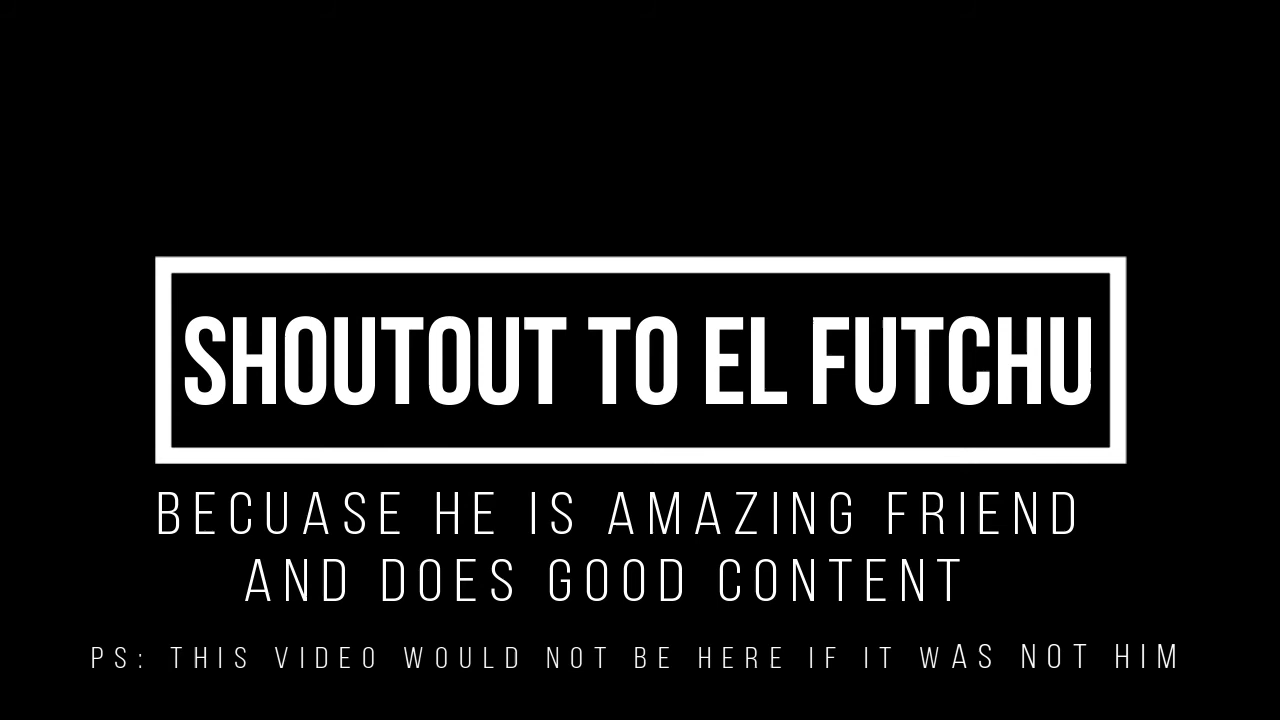 SHOUTOUT TO EL FUTCHU
BECUASE HE IS AMAZING FRIEND
AND DOES GOOD CONTENT
PS: THIS VIDEO WOULD NOT BE HERE IF IT WAS NOT HIM